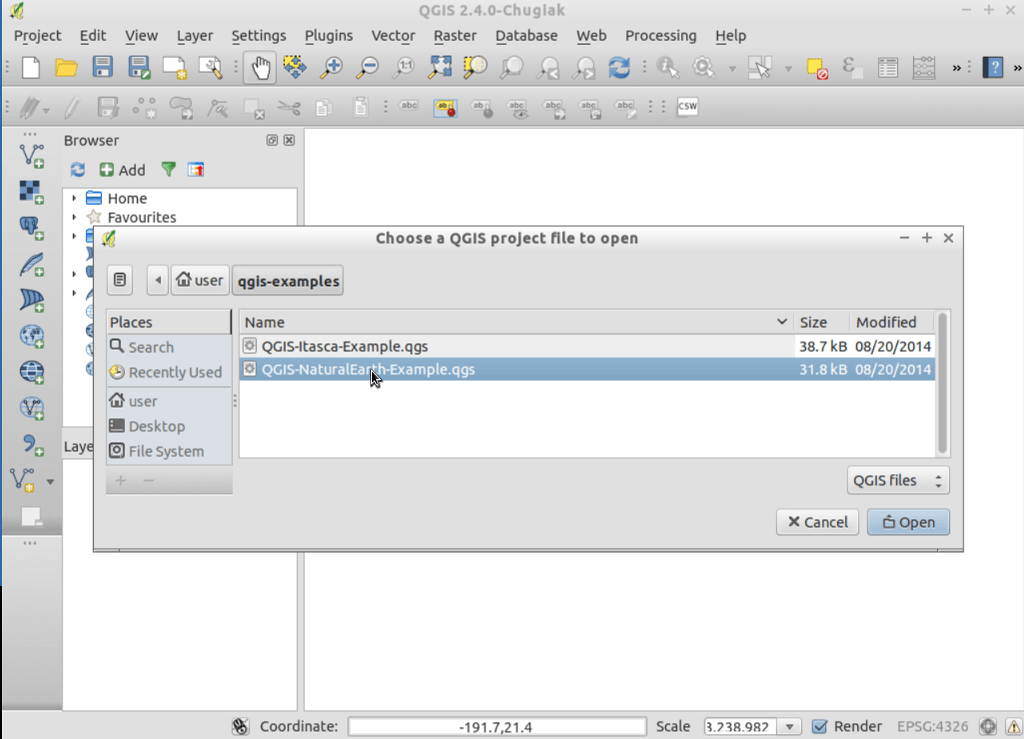 QGIS 2.4.0-Chugiak
Project Edit View Layer Settings Plugins Vector Raster Database Web Processing Help
abc abc abc abc abc abc abc CSW
Browser
Add
Home
Favourites
Choose a QGIS project file to open
user qgis-examples
Places Name Size Modified
Search QGIS-Itasca-Example.qgs 38.7 kB 08/20/2014
Recently Used QGIS-NaturalEarth-Example.qgs 31.8 kB 08/20/2014
user
Desktop
File System
Laye
QGIS files
Cancel Open
Coordinate: -191.7,21.4 Scale 3.238.982 Render EPSG:4326